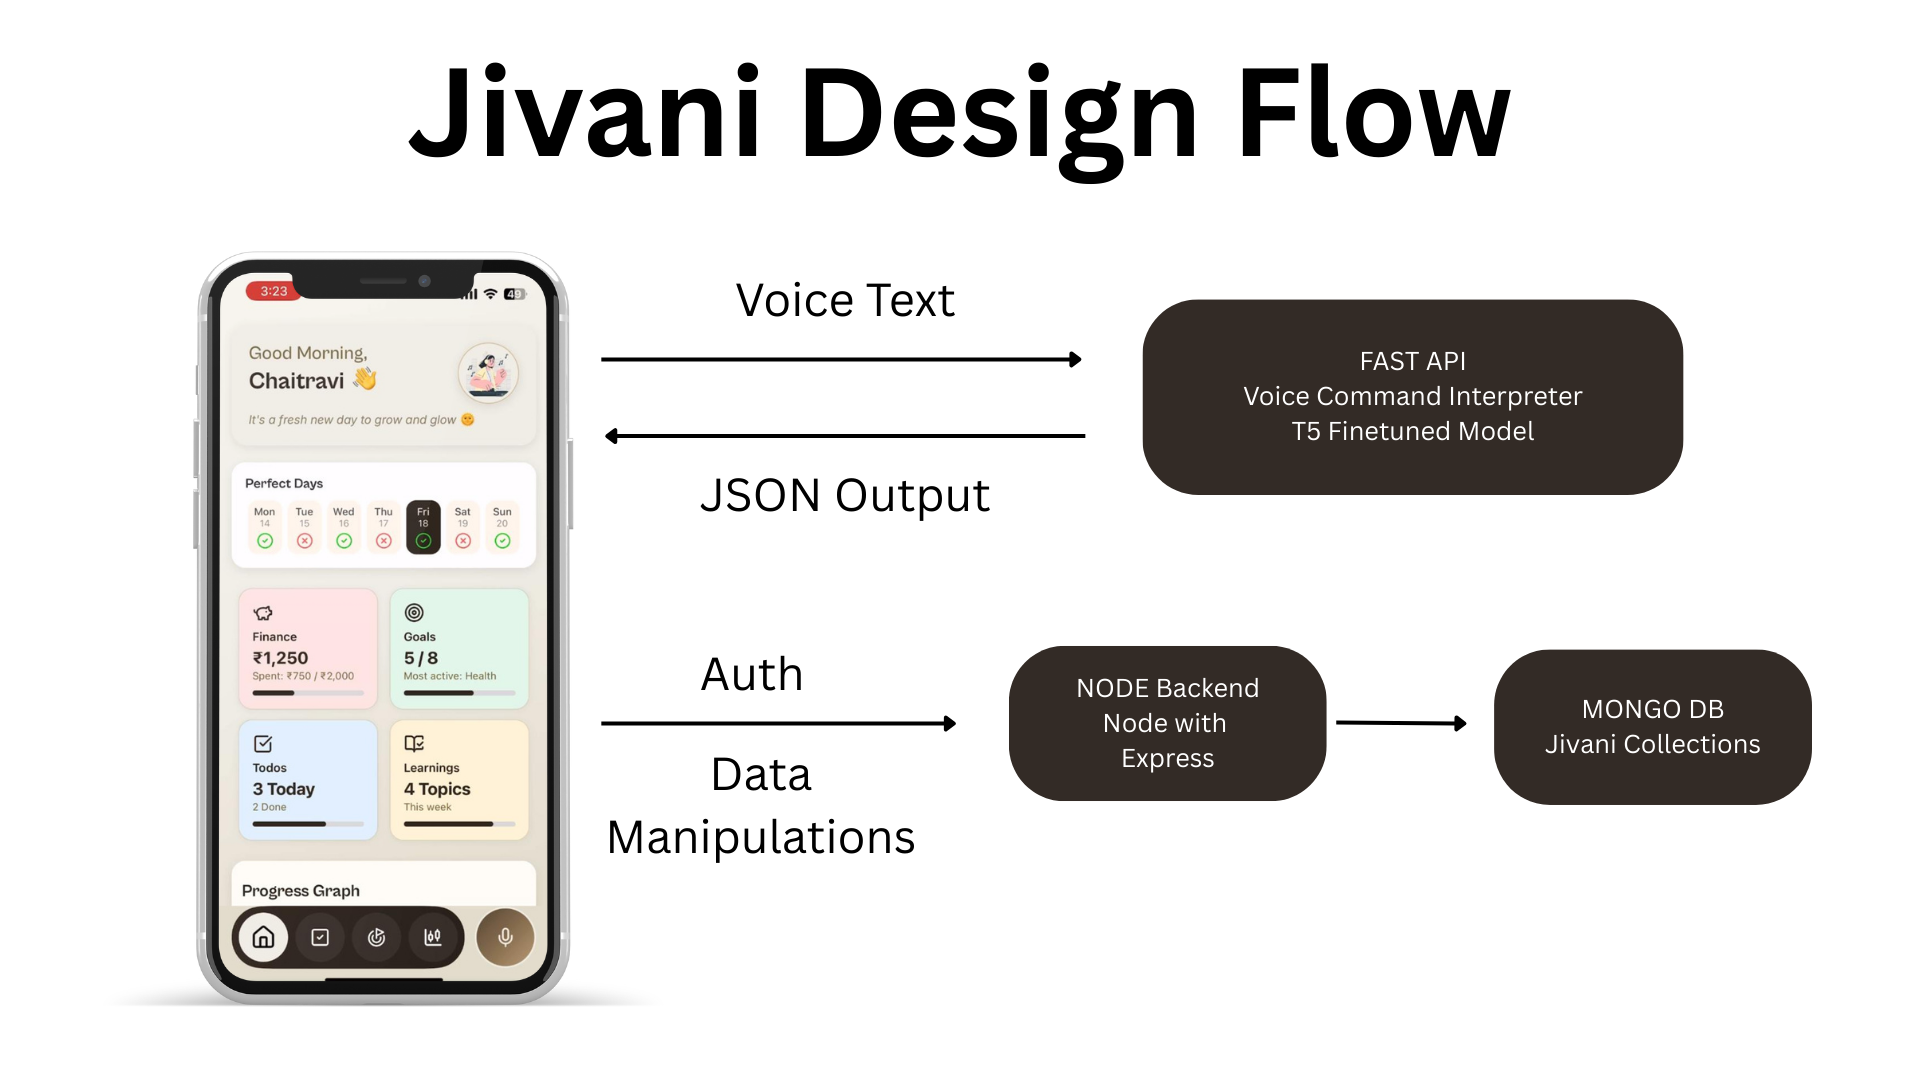 Jivani Design Flow
3:23
49
Good Morning,
Chaitravi 👋
It's a fresh new day to grow and glow 😊
Perfect Days
Mon Tue Wed Thu Fri Sat Sun
14 15 16 17 18 19 20
Finance
₹1,250
Spent: ₹750 / ₹2,000
Goals
5 / 8
Most active: Health
Todos
3 Today
2 Done
Learnings
4 Topics
This week
Progress Graph
Voice Text
JSON Output
FAST API
Voice Command Interpreter
T5 Finetuned Model
Auth
Data
Manipulations
NODE Backend
Node with
Express
MONGO DB
Jivani Collections